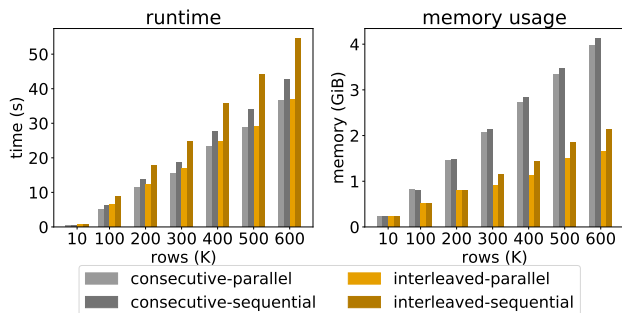 runtime
memory usage
50
40
30
20
10
0
time (s)
10 100 200 300 400 500 600
rows (K)
4
3
2
1
0
memory (GiB)
10 100 200 300 400 500 600
rows (K)
consecutive-parallel
interleaved-parallel
consecutive-sequential
interleaved-sequential